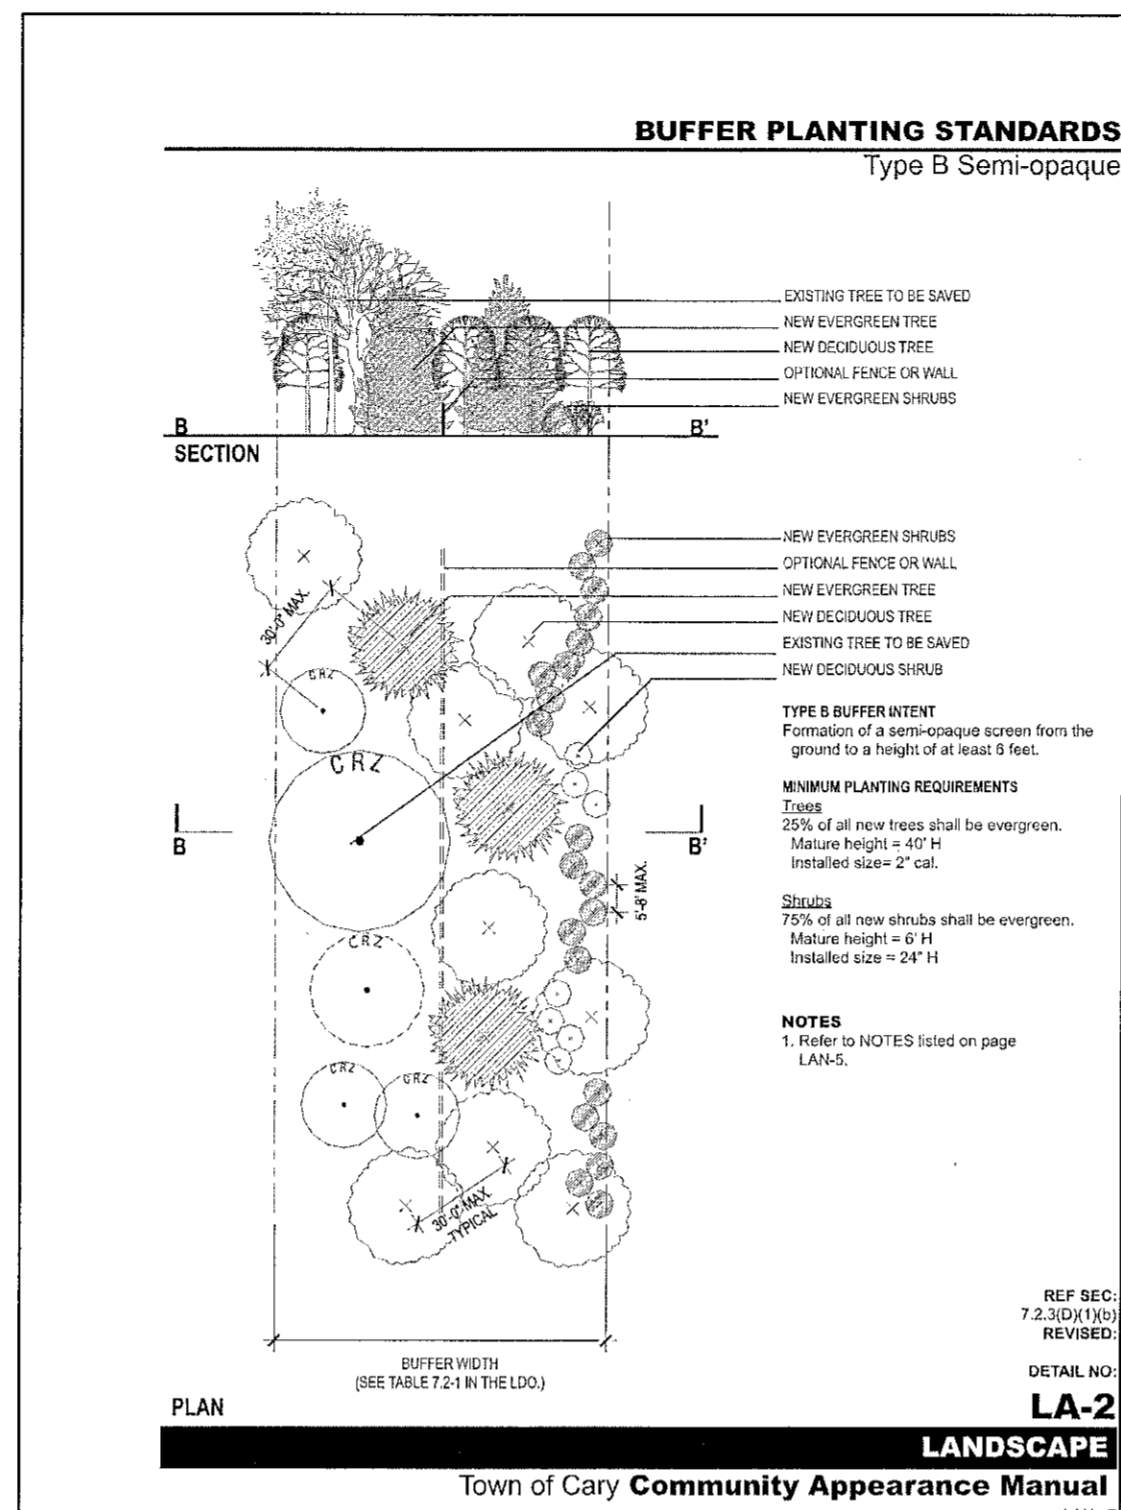 BUFFER PLANTING STANDARDS
Type B Semi-opaque
EXISTING TREE TO BE SAVED
NEW EVERGREEN TREE
NEW DECIDUOUS TREE
OPTIONAL FENCE OR WALL
NEW EVERGREEN SHRUBS
B
B'
SECTION
NEW EVERGREEN SHRUBS
OPTIONAL FENCE OR WALL
NEW EVERGREEN TREE
NEW DECIDUOUS TREE
EXISTING TREE TO BE SAVED
NEW DECIDUOUS SHRUB
30'-0" MAX.
CRZ
CRZ
TYPE B BUFFER INTENT
Formation of a semi-opaque screen from the
ground to a height of at least 6 feet.
MINIMUM PLANTING REQUIREMENTS
Trees
25% of all new trees shall be evergreen.
Mature height = 40' H
Installed size= 2" cal.
B
B'
5'-8' MAX.
Shrubs
75% of all new shrubs shall be evergreen.
Mature height = 6' H
Installed size = 24" H
CRZ
NOTES
1. Refer to NOTES listed on page
LAN-5.
CRZ
CRZ
30'-0" MAX.
TYPICAL
BUFFER WIDTH
(SEE TABLE 7.2-1 IN THE LDO.)
PLAN
REF SEC:
7.2.3(D)(1)(b)
REVISED:
DETAIL NO:
LA-2
LANDSCAPE
Town of Cary Community Appearance Manual